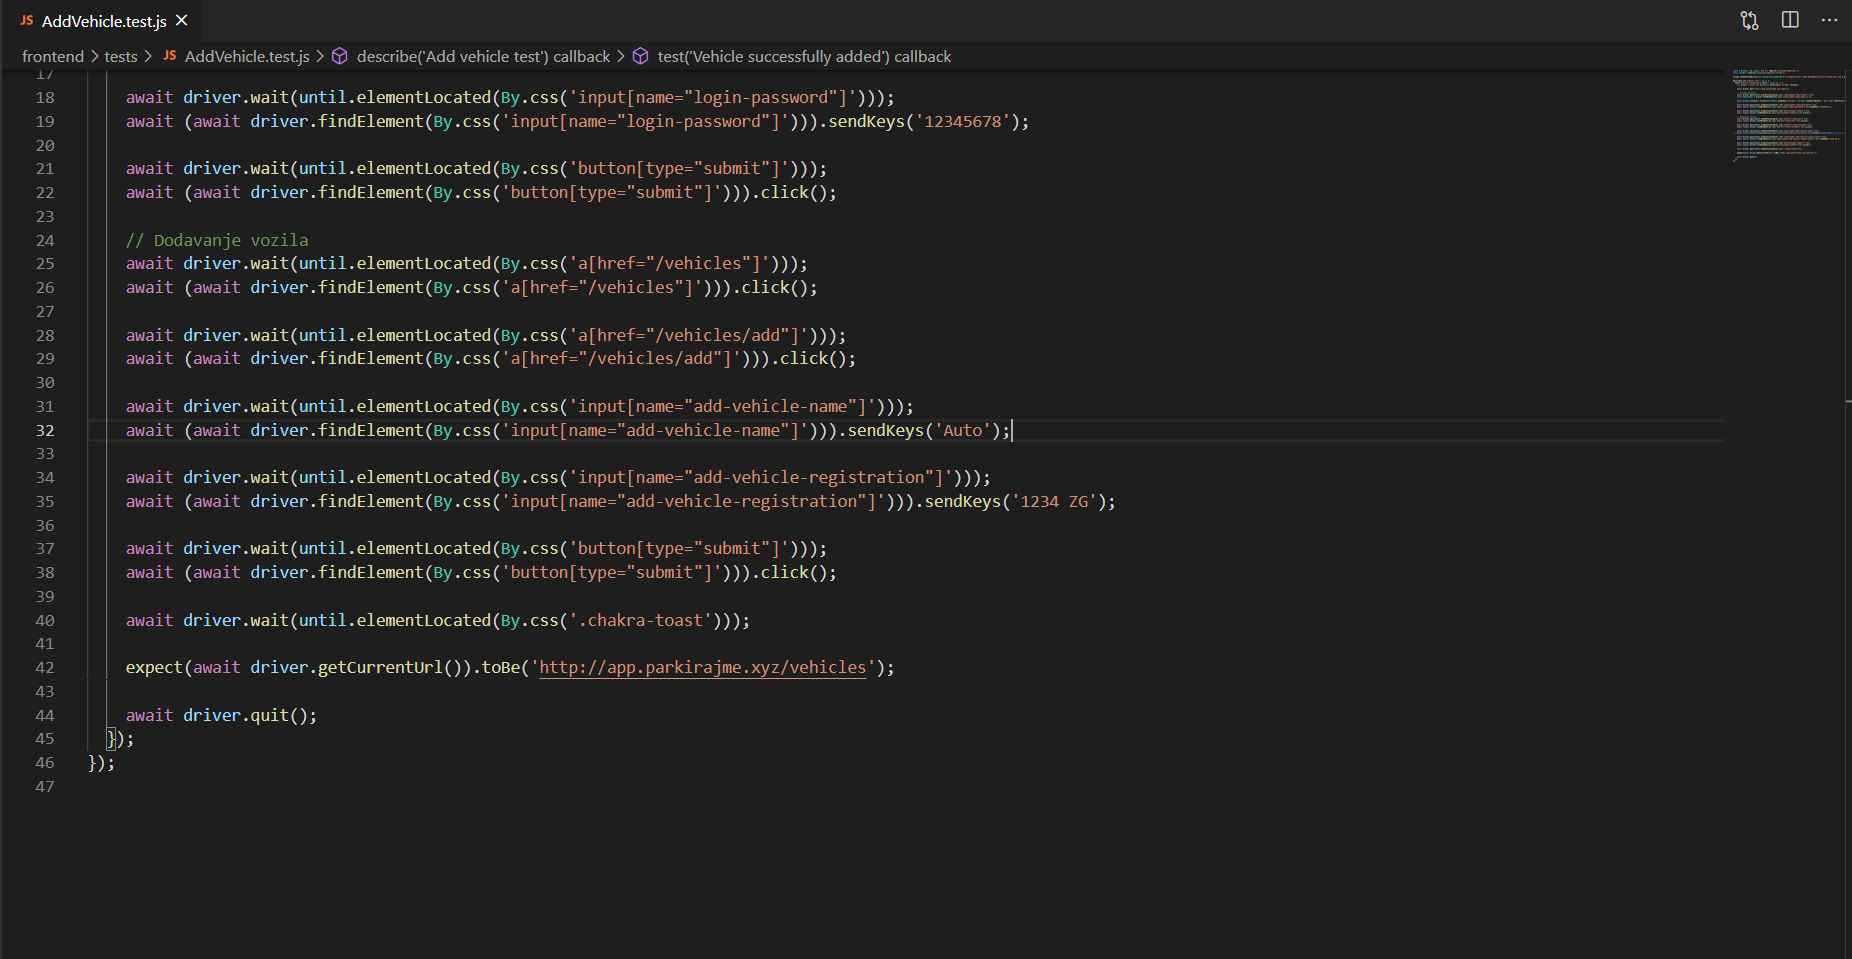 JS AddVehicle.test.js
frontend > tests > JS AddVehicle.test.js > describe('Add vehicle test') callback > test('Vehicle successfully added') callback
17
18 await driver.wait(until.elementLocated(By.css('input[name="login-password"]')));
19 await (await driver.findElement(By.css('input[name="login-password"]'))).sendKeys('12345678');
20
21 await driver.wait(until.elementLocated(By.css('button[type="submit"]')));
22 await (await driver.findElement(By.css('button[type="submit"]'))).click();
23
24 // Dodavanje vozila
25 await driver.wait(until.elementLocated(By.css('a[href="/vehicles"]')));
26 await (await driver.findElement(By.css('a[href="/vehicles"]'))).click();
27
28 await driver.wait(until.elementLocated(By.css('a[href="/vehicles/add"]')));
29 await (await driver.findElement(By.css('a[href="/vehicles/add"]'))).click();
30
31 await driver.wait(until.elementLocated(By.css('input[name="add-vehicle-name"]')));
32 await (await driver.findElement(By.css('input[name="add-vehicle-name"]'))).sendKeys('Auto');
33
34 await driver.wait(until.elementLocated(By.css('input[name="add-vehicle-registration"]')));
35 await (await driver.findElement(By.css('input[name="add-vehicle-registration"]'))).sendKeys('1234 ZG');
36
37 await driver.wait(until.elementLocated(By.css('button[type="submit"]')));
38 await (await driver.findElement(By.css('button[type="submit"]'))).click();
39
40 await driver.wait(until.elementLocated(By.css('.chakra-toast')));
41
42 expect(await driver.getCurrentUrl()).toBe('http://app.parkirajme.xyz/vehicles');
43
44 await driver.quit();
45 });
46 });
47